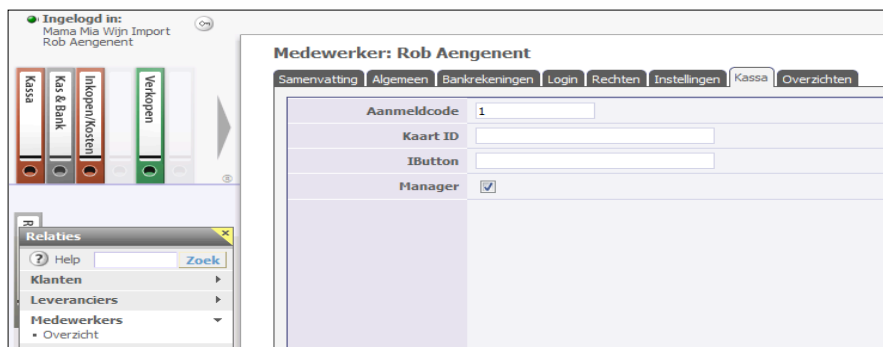 Ingelogd in:
Mama Mia Wijn Import
Rob Aengenent
Kassa
Kas & Bank
Inkopen/Kosten
Verkopen
®
Relaties
? Help Zoek
Klanten
Leveranciers
Medewerkers
• Overzicht
Medewerker: Rob Aengenent
Samenvatting Algemeen Bankrekeningen Login Rechten Instellingen Kassa Overzichten
Aanmeldcode 1
Kaart ID
IButton
Manager